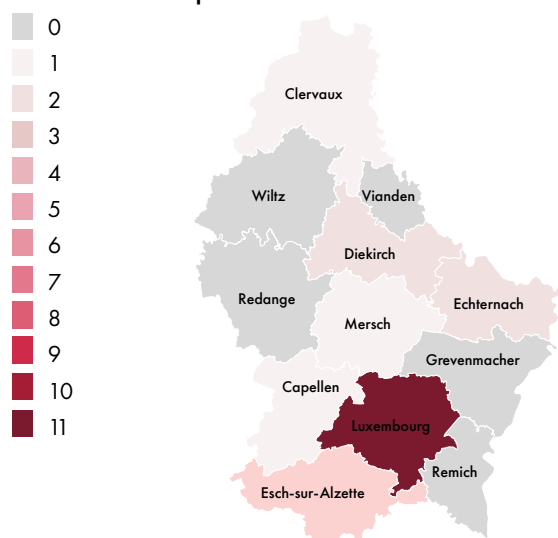 0
1
2
3
4
5
6
7
8
9
10
11
Clervaux
Wiltz
Vianden
Diekirch
Redange
Echternach
Mersch
Grevenmacher
Capellen
Luxembourg
Remich
Esch-sur-Alzette